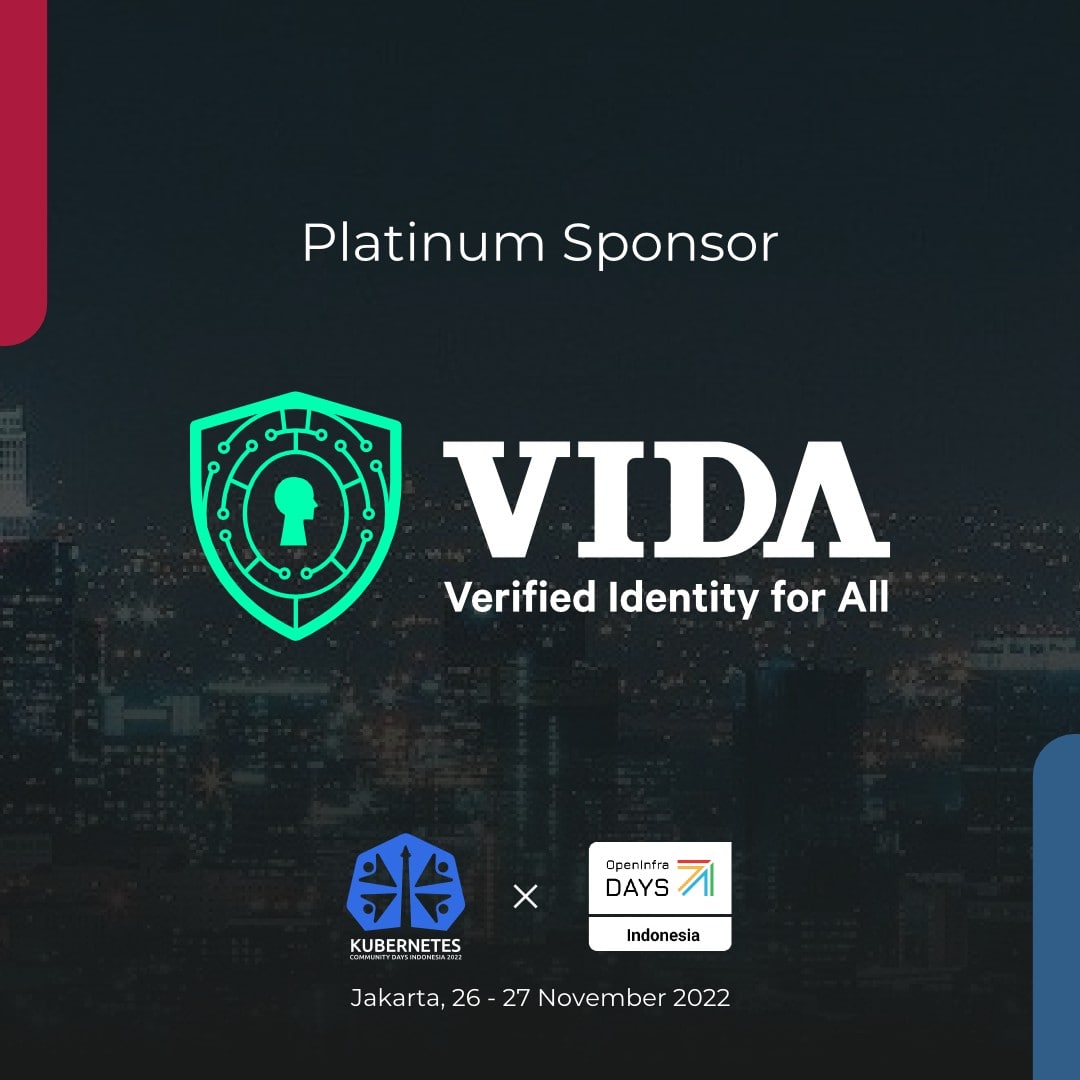 Platinum Sponsor
VIDA
Verified Identity for All
KUBERNETES
COMMUNITY DAYS INDONESIA 2022
OpenInfra
DAYS
Indonesia
Jakarta, 26 - 27 November 2022